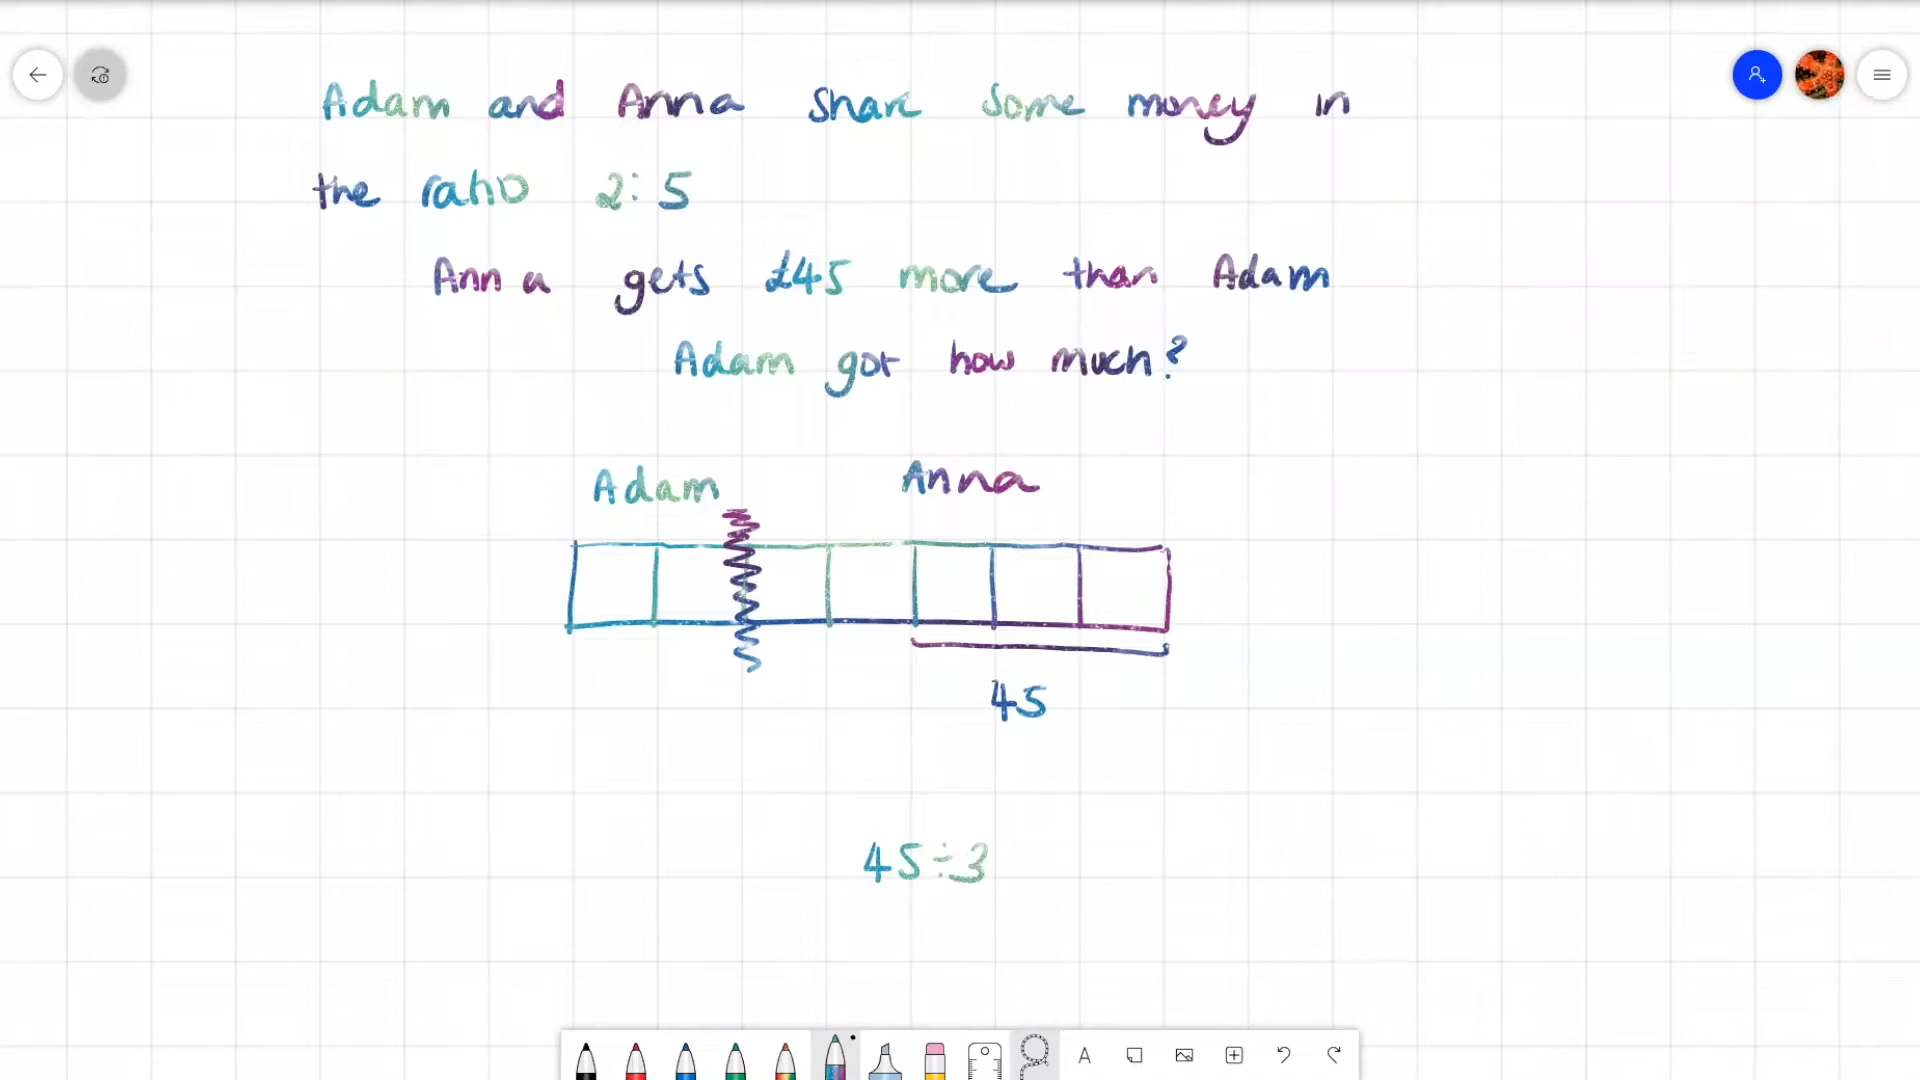 Adam and Anna share some money in
the ratio 2:5
Anna gets £45 more than Adam
Adam got how much?
Adam Anna
45
45÷3
A